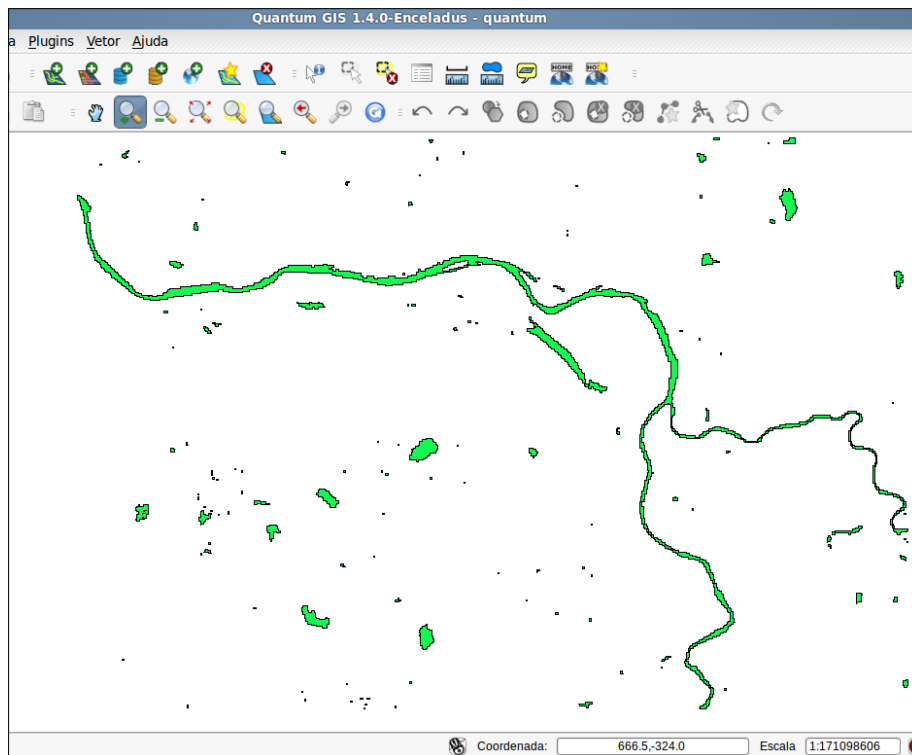 Quantum GIS 1.4.0-Enceladus - quantum
a Plugins Vetor Ajuda
HOME
Coordenada: 666.5,-324.0 Escala 1:171098606